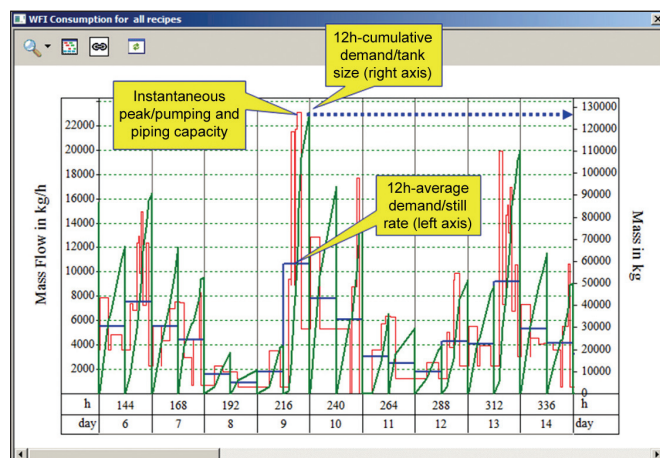 WFI Consumption for all recipes
12h-cumulative
demand/tank
size (right axis)
Instantaneous
peak/pumping and
piping capacity
12h-average
demand/still
rate (left axis)
Mass Flow in kg/h
22000
20000
18000
16000
14000
12000
10000
8000
6000
4000
2000
130000
120000
110000
100000
90000
80000
70000
60000
50000
40000
30000
20000
10000
0
Mass in kg
h 144 168 192 216 240 264 288 312 336 h
day 6 7 8 9 10 11 12 13 14 day